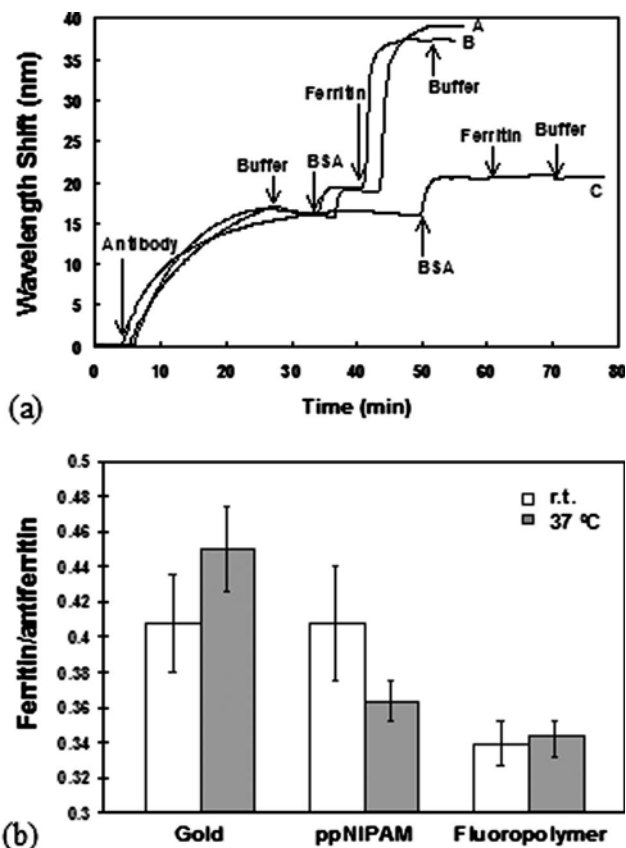 40
35
30
25
20
15
10
5
0
Wavelength Shift (nm)
A
B
Ferritin
Buffer
Buffer
BSA
Ferritin
Buffer
C
Antibody
BSA
0 10 20 30 40 50 60 70 80
Time (min)
(a)
0.5
0.48
0.46
0.44
0.42
0.4
0.38
0.36
0.34
0.32
0.3
Ferritin/antiferritin
r.t.
37 ºC
Gold ppNIPAM Fluoropolymer
(b)